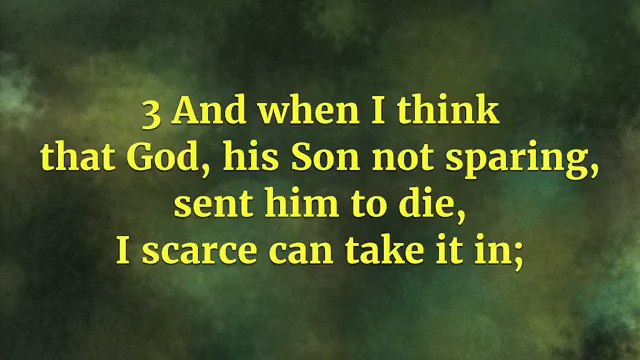 3 And when I think
that God, his Son not sparing,
sent him to die,
I scarce can take it in;